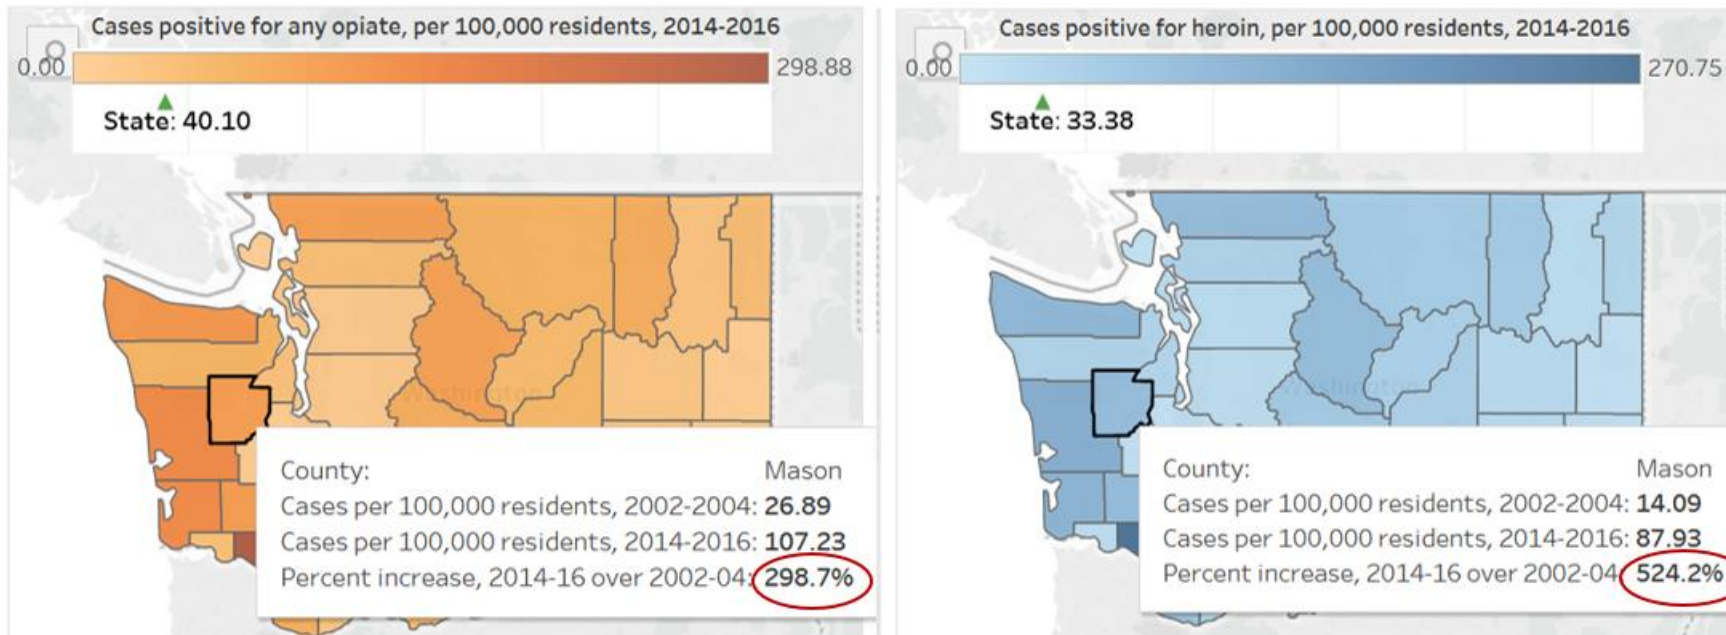 Cases positive for any opiate, per 100,000 residents, 2014-2016
0.00
298.88
State: 40.10
Washington
County: Mason
Cases per 100,000 residents, 2002-2004: 26.89
Cases per 100,000 residents, 2014-2016: 107.23
Percent increase, 2014-16 over 2002-04: 298.7%
Cases positive for heroin, per 100,000 residents, 2014-2016
0.00
270.75
State: 33.38
Washington
County: Mason
Cases per 100,000 residents, 2002-2004: 14.09
Cases per 100,000 residents, 2014-2016: 87.93
Percent increase, 2014-16 over 2002-04 524.2%